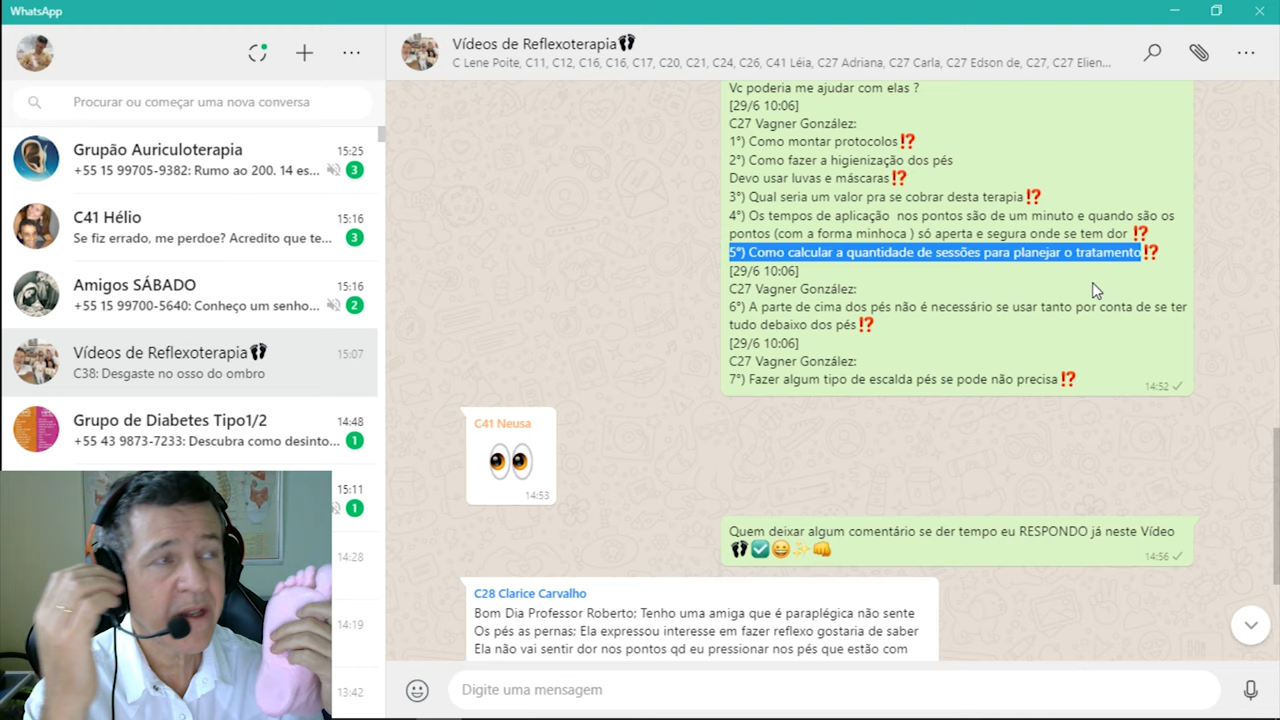 WhatsApp
Procurar ou começar uma nova conversa
Grupão Auriculoterapia
15:25
+55 15 99705-9382: Rumo ao 200. 14 es...
3
C41 Hélio
15:16
Se fiz errado, me perdoe? Acredito que te...
3
Amigos SÁBADO
15:16
+55 15 99700-5640: Conheço um senho...
2
Vídeos de Reflexoterapia👣
15:07
C38: Desgaste no osso do ombro
Grupo de Diabetes Tipo1/2
14:48
+55 43 9873-7233: Descubra como desinto...
1
15:11
1
14:28
14:19
13:42
Vídeos de Reflexoterapia👣
C Lene Poite, C11, C12, C16, C16, C17, C20, C21, C24, C26, C41 Léia, C27 Adriana, C27 Carla, C27 Edson de, C27, C27 Elien...
Vc poderia me ajudar com elas ?
[29/6 10:06]
C27 Vagner González:
1°) Como montar protocolos⁉️
2°) Como fazer a higienização dos pés
Devo usar luvas e máscaras⁉️
3°) Qual seria um valor pra se cobrar desta terapia⁉️
4°) Os tempos de aplicação  nos pontos são de um minuto e quando são os
pontos (com a forma minhoca ) só aperta e segura onde se tem dor ⁉️
5°) Como calcular a quantidade de sessões para planejar o tratamento⁉️
[29/6 10:06]
C27 Vagner González:
6°) A parte de cima dos pés não é necessário se usar tanto por conta de se ter
tudo debaixo dos pés⁉️
[29/6 10:06]
C27 Vagner González:
7°) Fazer algum tipo de escalda pés se pode não precisa⁉️
14:52
C41 Neusa
👀
14:53
Quem deixar algum comentário se der tempo eu RESPONDO já neste Vídeo
👣☑️😀✨👊
14:56
C28 Clarice Carvalho
Bom Dia Professor Roberto; Tenho uma amiga que é paraplégica não sente
Os pés as pernas; Ela expressou interesse em fazer reflexo gostaria de saber
Ela não vai sentir dor nos pontos qd eu pressionar nos pés que estão com
Digite uma mensagem